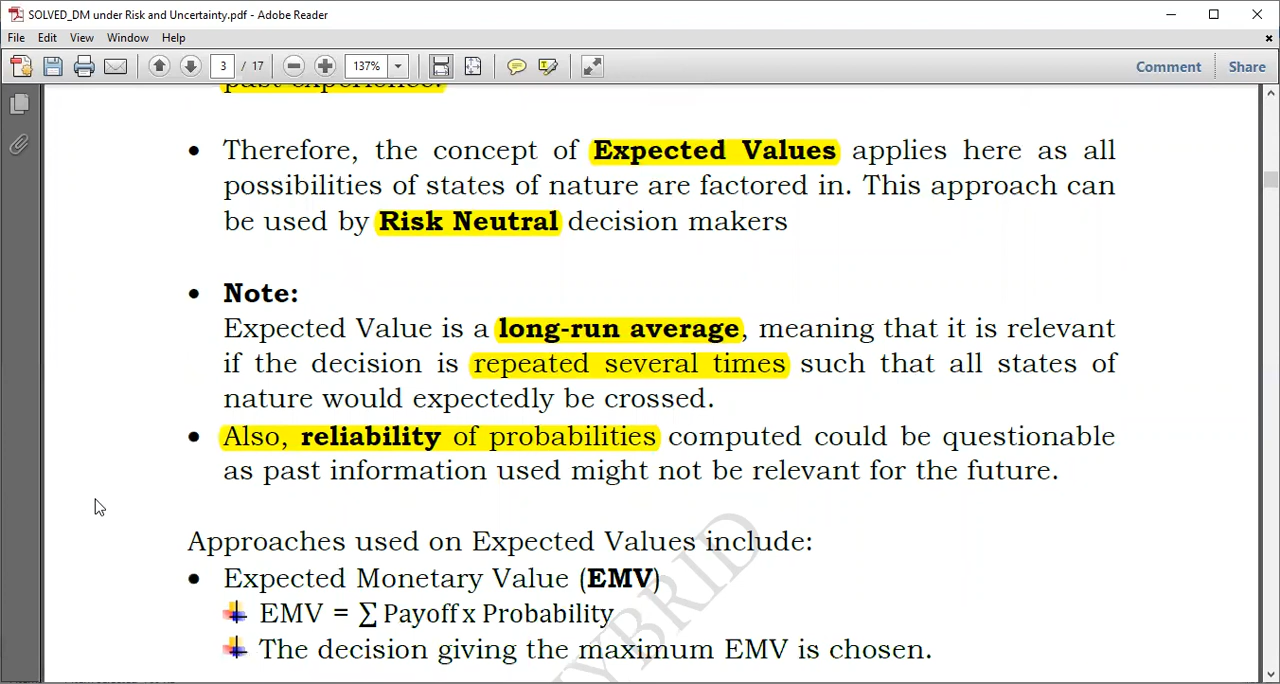 SOLVED_DM under Risk and Uncertainty.pdf - Adobe Reader
File Edit View Window Help
3 / 17 137% Comment Share
past experience.
• Therefore, the concept of Expected Values applies here as all
possibilities of states of nature are factored in. This approach can
be used by Risk Neutral decision makers
• Note:
Expected Value is a long-run average, meaning that it is relevant
if the decision is repeated several times such that all states of
nature would expectedly be crossed.
• Also, reliability of probabilities computed could be questionable
as past information used might not be relevant for the future.
Approaches used on Expected Values include:
• Expected Monetary Value (EMV)
EMV = ∑ Payoff x Probability
The decision giving the maximum EMV is chosen.